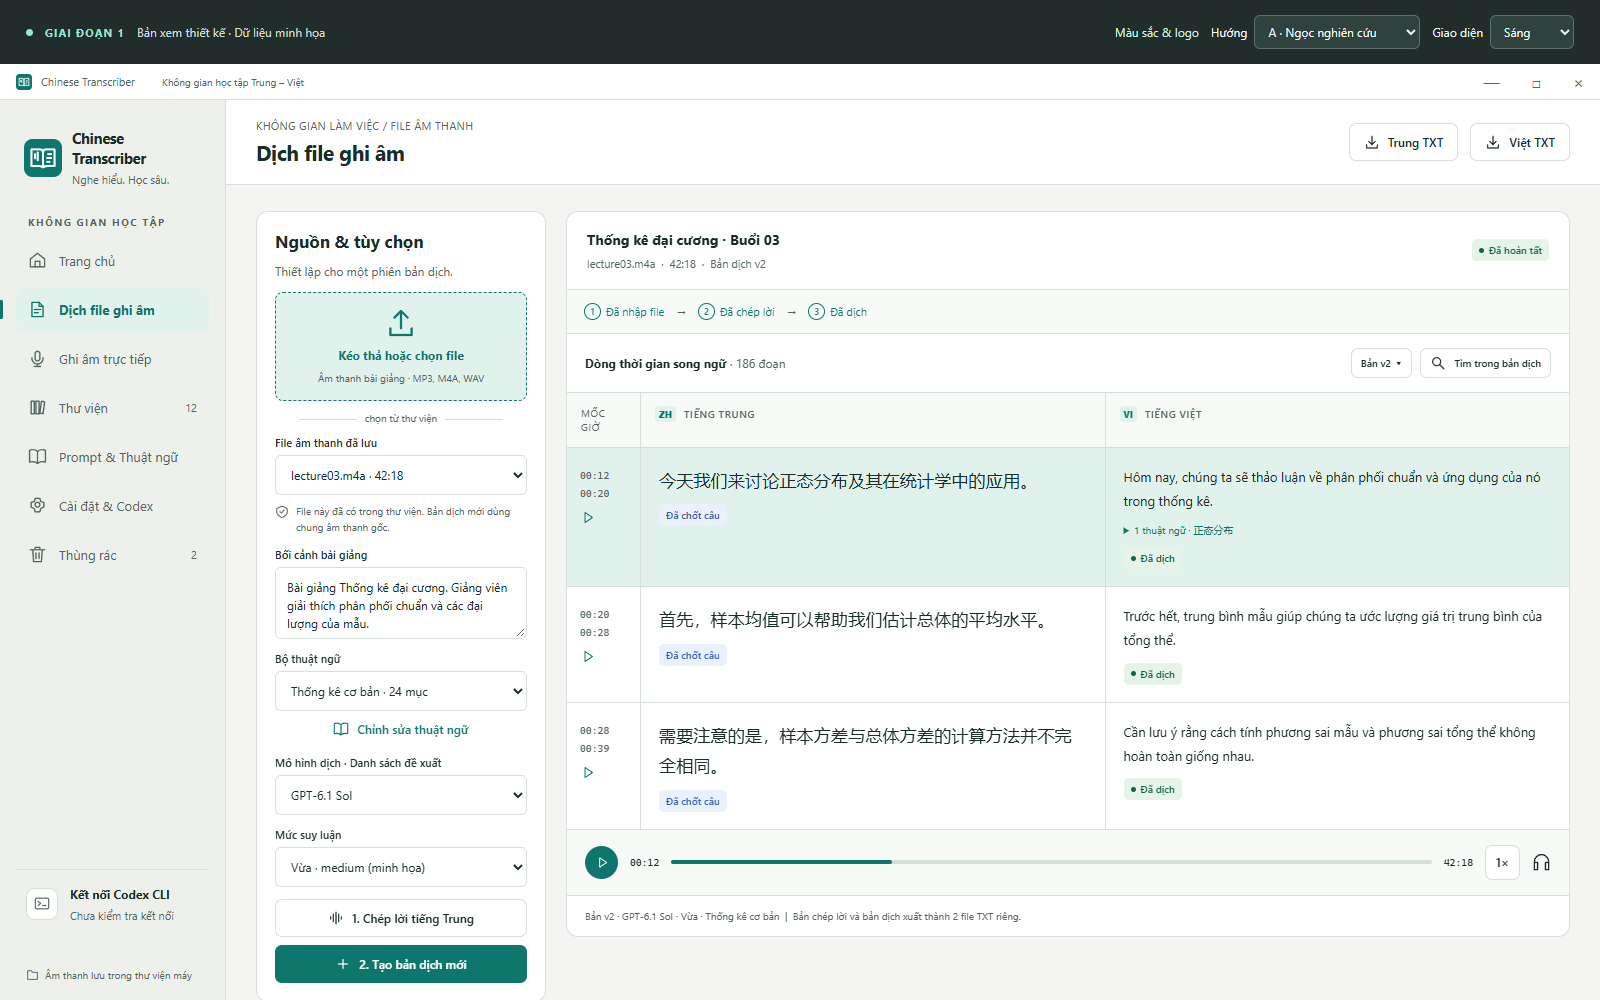 GIAI ĐOẠN 1 Bản xem thiết kế · Dữ liệu minh họa
Màu sắc & logo Hướng A · Ngọc nghiên cứu Giao diện Sáng
Chinese Transcriber Không gian học tập Trung – Việt
Chinese
Transcriber
Nghe hiểu. Học sâu.
KHÔNG GIAN HỌC TẬP
Trang chủ
Dịch file ghi âm
Ghi âm trực tiếp
Thư viện 12
Prompt & Thuật ngữ
Cài đặt & Codex
Thùng rác 2
Kết nối Codex CLI
Chưa kiểm tra kết nối
Âm thanh lưu trong thư viện máy
KHÔNG GIAN LÀM VIỆC / FILE ÂM THANH
Dịch file ghi âm
Trung TXT
Việt TXT
Nguồn & tùy chọn
Thiết lập cho một phiên bản dịch.
Kéo thả hoặc chọn file
Âm thanh bài giảng · MP3, M4A, WAV
chọn từ thư viện
File âm thanh đã lưu
lecture03.m4a · 42:18
File này đã có trong thư viện. Bản dịch mới dùng
chung âm thanh gốc.
Bối cảnh bài giảng
Bài giảng Thống kê đại cương. Giảng viên
giải thích phân phối chuẩn và các đại
lượng của mẫu.
Bộ thuật ngữ
Thống kê cơ bản · 24 mục
Chỉnh sửa thuật ngữ
Mô hình dịch · Danh sách đề xuất
GPT-6.1 Sol
Mức suy luận
Vừa · medium (minh họa)
1. Chép lời tiếng Trung
2. Tạo bản dịch mới
Thống kê đại cương · Buổi 03
lecture03.m4a · 42:18 · Bản dịch v2
Đã hoàn tất
1 Đã nhập file → 2 Đã chép lời → 3 Đã dịch
Dòng thời gian song ngữ · 186 đoạn
Bản v2
Tìm trong bản dịch
MỐC
GIỜ
ZH TIẾNG TRUNG
VI TIẾNG VIỆT
00:12
00:20
今天我们来讨论正态分布及其在统计学中的应用。
Đã chốt câu
Hôm nay, chúng ta sẽ thảo luận về phân phối chuẩn và ứng dụng của nó
trong thống kê.
1 thuật ngữ · 正态分布
Đã dịch
00:20
00:28
首先，样本均值可以帮助我们估计总体的平均水平。
Đã chốt câu
Trước hết, trung bình mẫu giúp chúng ta ước lượng giá trị trung bình của
tổng thể.
Đã dịch
00:28
00:39
需要注意的是，样本方差与总体方差的计算方法并不完
全相同。
Đã chốt câu
Cần lưu ý rằng cách tính phương sai mẫu và phương sai tổng thể không
hoàn toàn giống nhau.
Đã dịch
00:12
42:18
1×
Bản v2 · GPT-6.1 Sol · Vừa · Thống kê cơ bản | Bản chép lời và bản dịch xuất thành 2 file TXT riêng.